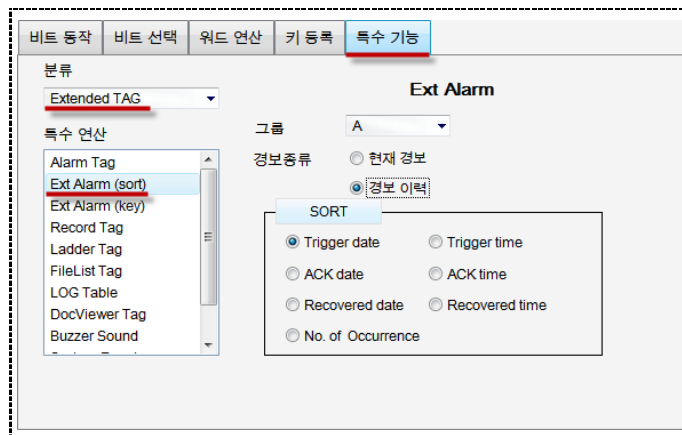 비트 동작 비트 선택 워드 연산 키 등록 특수 기능
분류
Extended TAG
Ext Alarm
특수 연산
그룹 A
경보종류 현재 경보
경보 이력
Alarm Tag
Ext Alarm (sort)
Ext Alarm (key)
Record Tag
Ladder Tag
FileList Tag
LOG Table
DocViewer Tag
Buzzer Sound
SORT
Trigger date Trigger time
ACK date ACK time
Recovered date Recovered time
No. of Occurrence